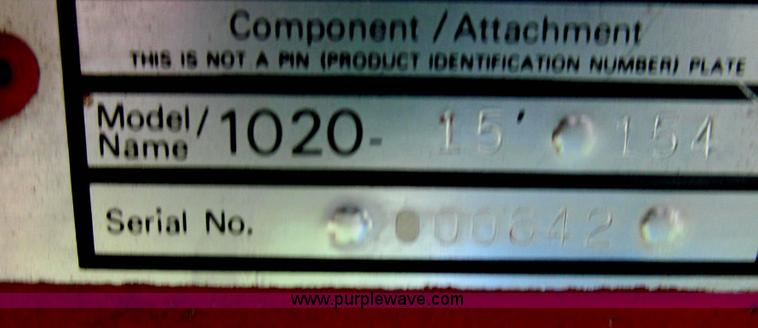 Component / Attachment
THIS IS NOT A PIN (PRODUCT IDENTIFICATION NUMBER) PLATE
Model/
Name 1020- 15' 154
Serial No. 000642
www.purplewave.com